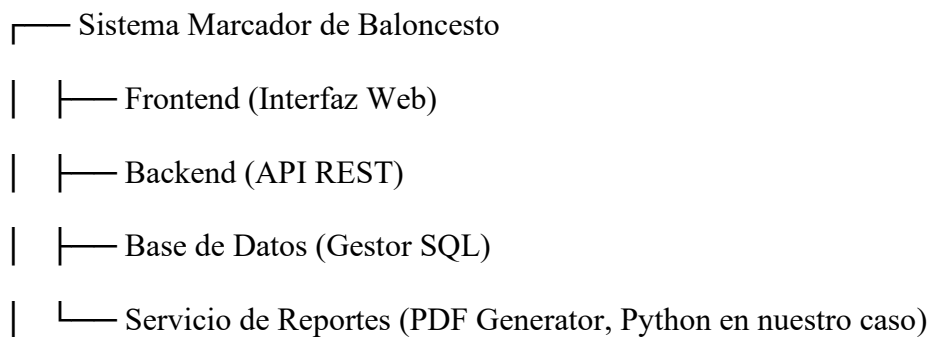 ┌── Sistema Marcador de Baloncesto
│ ├── Frontend (Interfaz Web)
│ ├── Backend (API REST)
│ ├── Base de Datos (Gestor SQL)
│ └── Servicio de Reportes (PDF Generator, Python en nuestro caso)